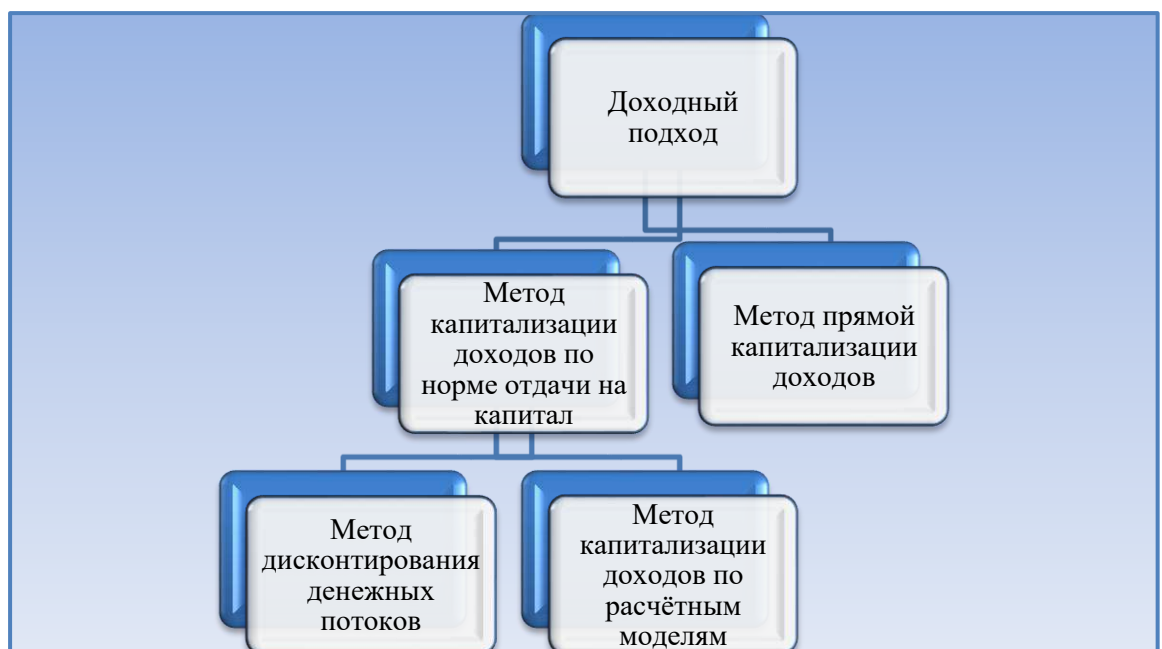 Доходный
подход
Метод
капитализации
доходов по
норме отдачи на
капитал
Метод прямой
капитализации
доходов
Метод
дисконтирования
денежных
потоков
Метод
капитализации
доходов по
расчётным
моделям